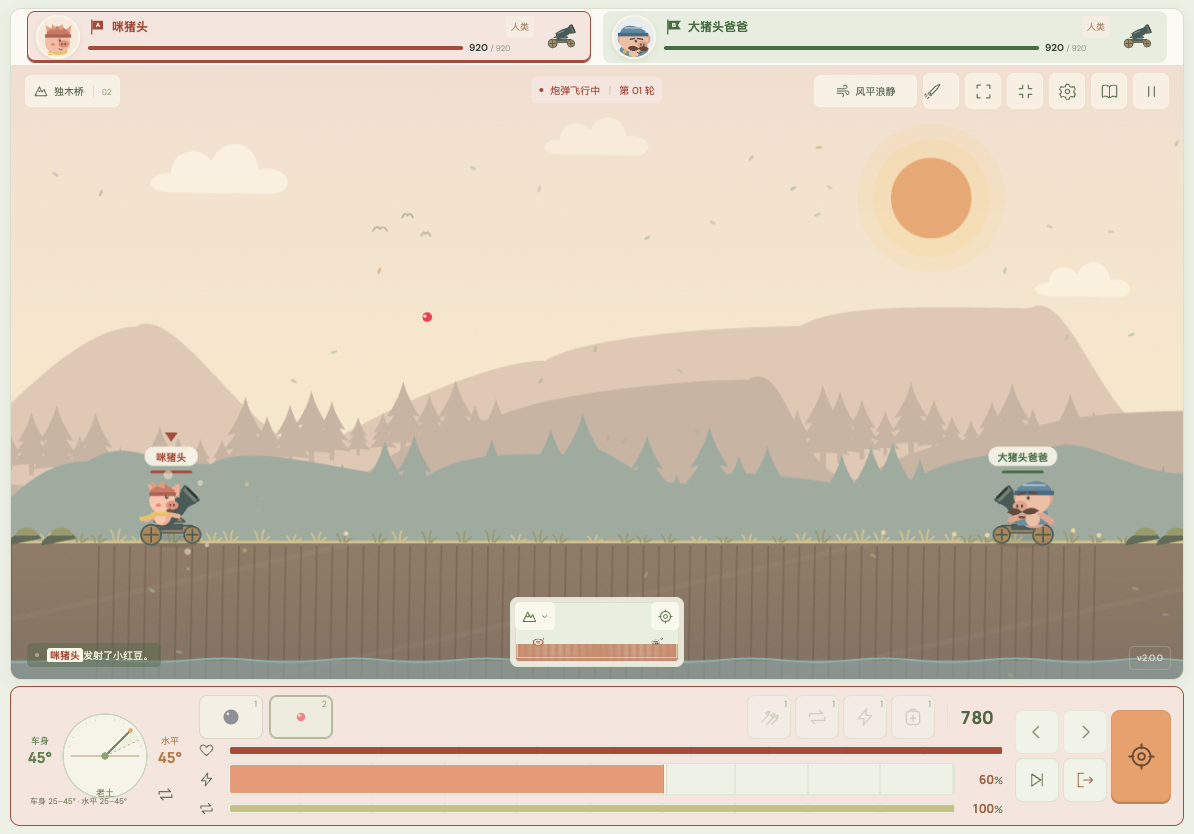 A 咪猪头 人类
920 / 920
B 大猪头爸爸 人类
920 / 920
独木桥 02
炮弹飞行中 第 01 轮
风平浪静
咪猪头
大猪头爸爸
咪猪头发射了小红豆。
v2.0.0
1
2
1
1
1
1
780
车身
45°
水平
45°
老土
车身 25–45° · 水平 25–45°
60%
100%